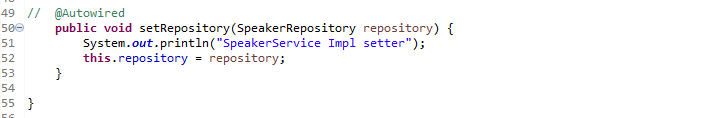 49 //  @Autowired
50    public void setRepository(SpeakerRepository repository) {
51        System.out.println("SpeakerService Impl setter");
52        this.repository = repository;
53    }
54
55 }